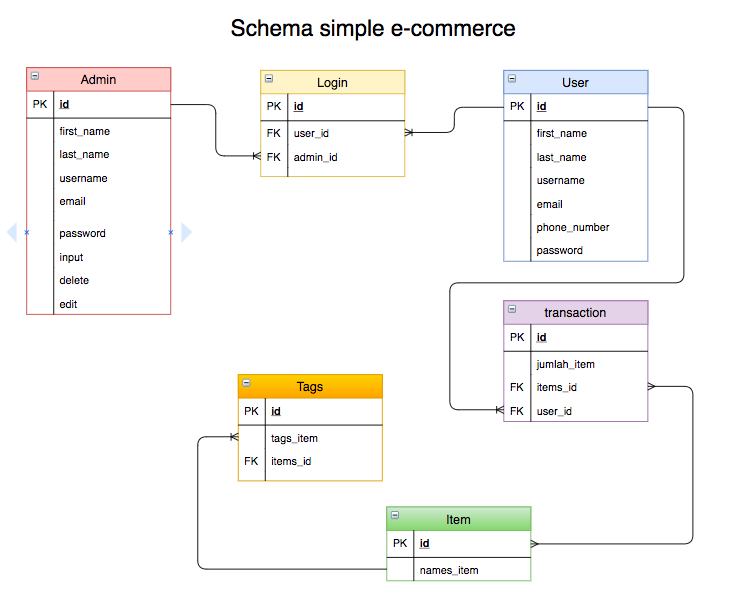 Schema simple e-commerce
Admin
PK id
first_name
last_name
username
email
password
input
delete
edit
Login
PK id
FK user_id
FK admin_id
User
PK id
first_name
last_name
username
email
phone_number
password
transaction
PK id
jumlah_item
FK items_id
FK user_id
Tags
PK id
tags_item
FK items_id
Item
PK id
names_item